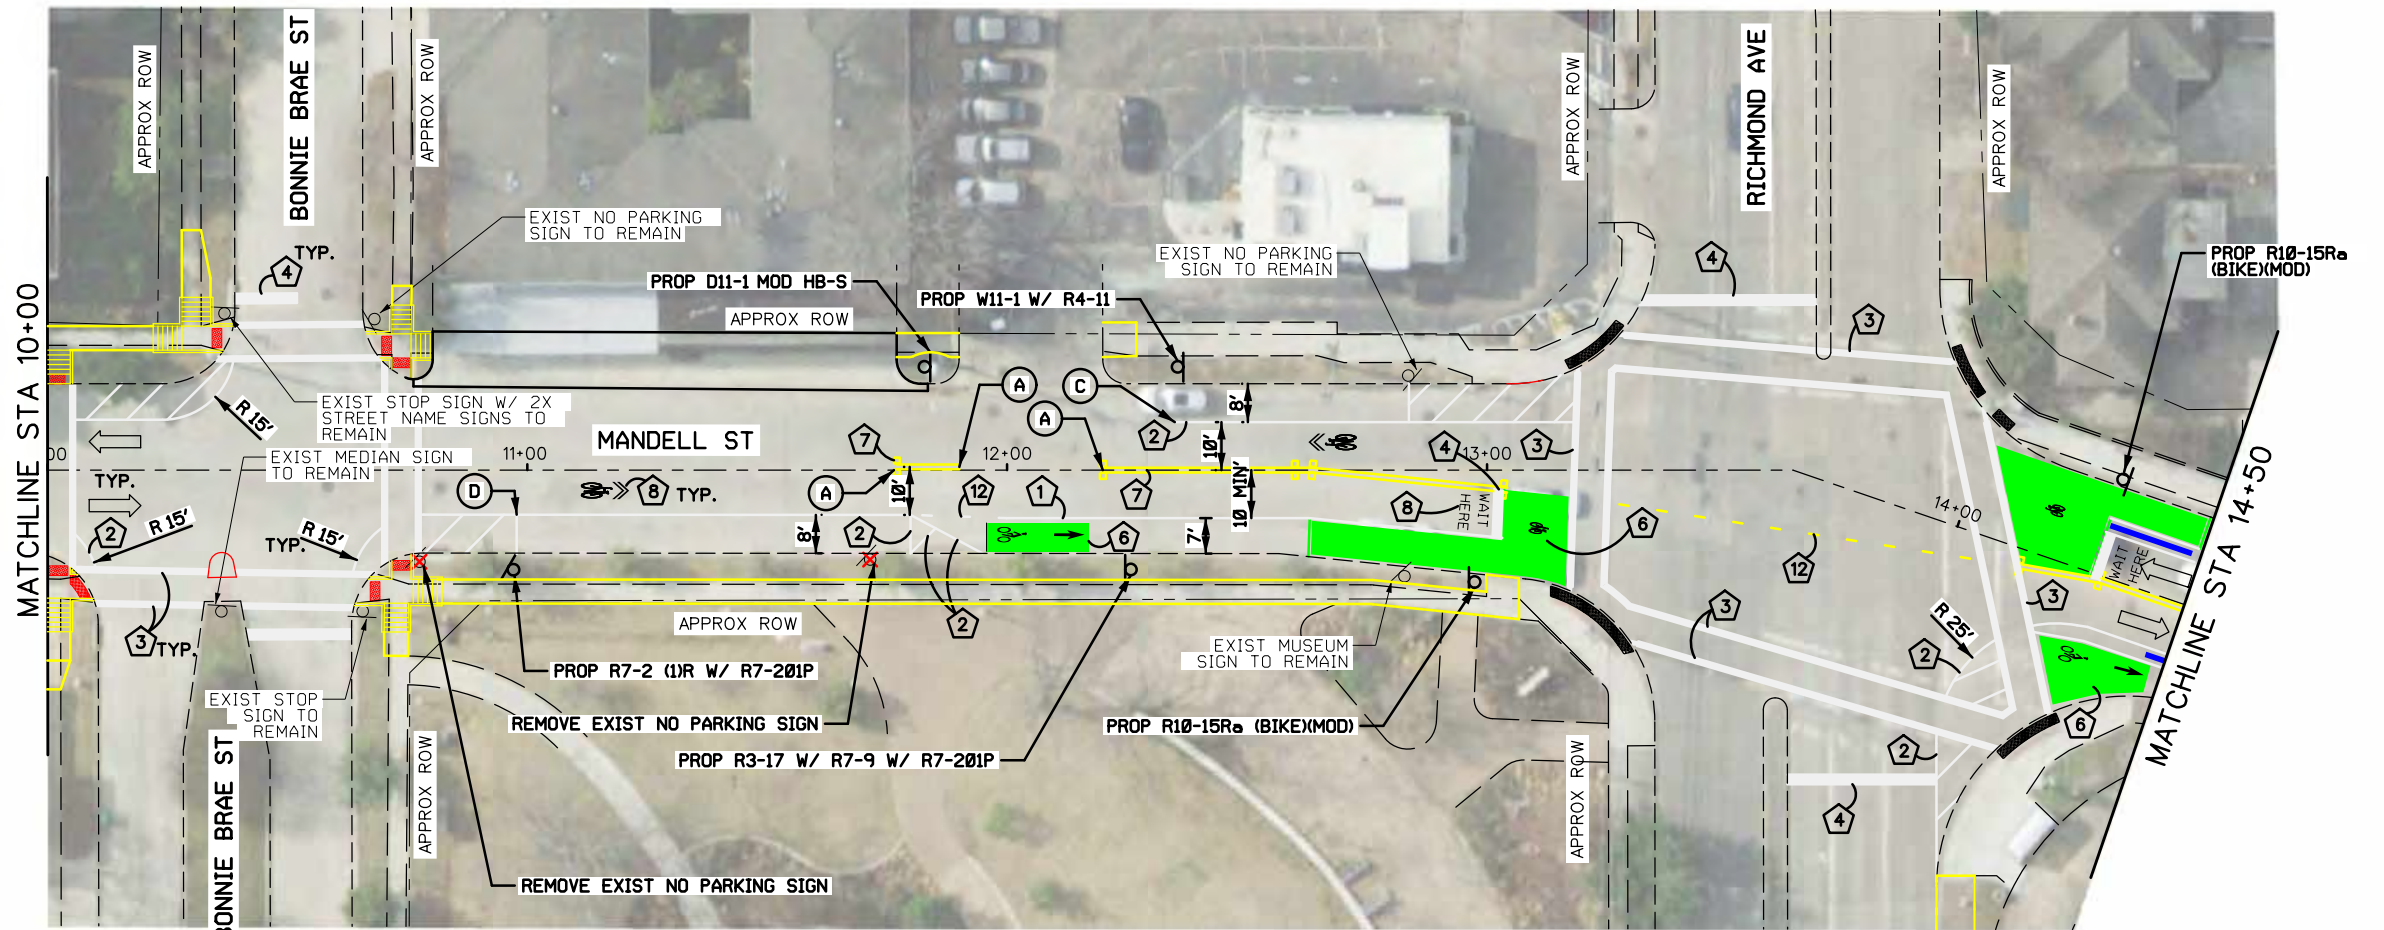 MATCHLINE STA 10+00
APPROX ROW
BONNIE BRAE ST
APPROX ROW
TYP.
4
EXIST NO PARKING
SIGN TO REMAIN
PROP D11-1 MOD HB-S
APPROX ROW
PROP W11-1 W/ R4-11
EXIST NO PARKING
SIGN TO REMAIN
APPROX ROW
RICHMOND AVE
APPROX ROW
4
3
PROP R10-15Ra
(BIKE)(MOD)
EXIST STOP SIGN W/ 2X
STREET NAME SIGNS TO
REMAIN
R 15'
EXIST MEDIAN SIGN
TO REMAIN
MANDELL ST
00
11+00
12+00
13+00
14+00
A
C
A
A
D
7
2
8'
10'
4
3
TYP.
2
R 15'
TYP.
R 15'
8
TYP.
10'
12
1
7
10 MIN'
8
WAIT
HERE
6
12
8'
2
6
7'
WAIT
HERE
3
3
R 25'
2
3
TYP.
APPROX ROW
2
EXIST MUSEUM
SIGN TO REMAIN
PROP R7-2 (1)R W/ R7-201P
EXIST STOP
SIGN TO
REMAIN
REMOVE EXIST NO PARKING SIGN
PROP R10-15Ra (BIKE)(MOD)
PROP R3-17 W/ R7-9 W/ R7-201P
6
2
4
BONNIE BRAE ST
APPROX ROW
APPROX ROW
REMOVE EXIST NO PARKING SIGN
MATCHLINE STA 14+50